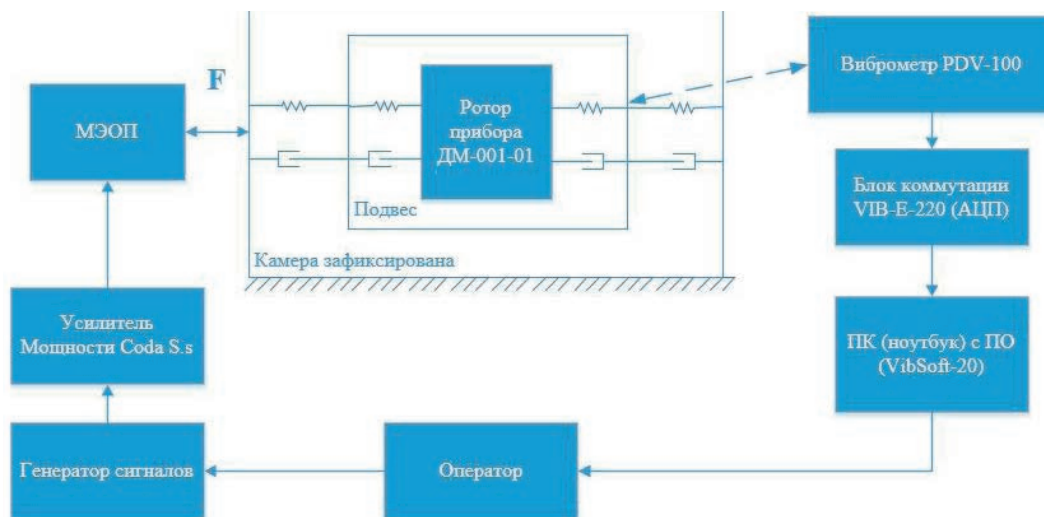 F
МЭОП
Ротор
прибора
ДМ-001-01
Подвес
Камера зафиксирована
Виброметр PDV-100
Блок коммутации
VIB-E-220 (АЦП)
ПК (ноутбук) с ПО
(VibSoft-20)
Усилитель
Мощности Coda S.s
Генератор сигналов
Оператор